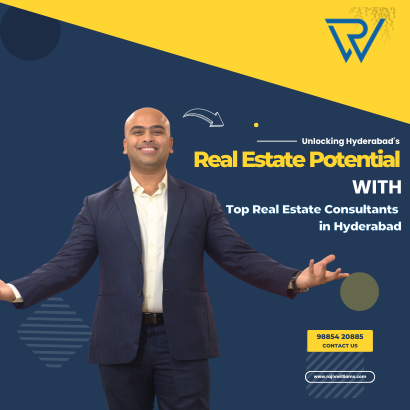 Unlocking Hyderabad's
Real Estate Potential
WITH
Top Real Estate Consultants
in Hyderabad
98854 20885
CONTACT US
www.rajivwilliams.com